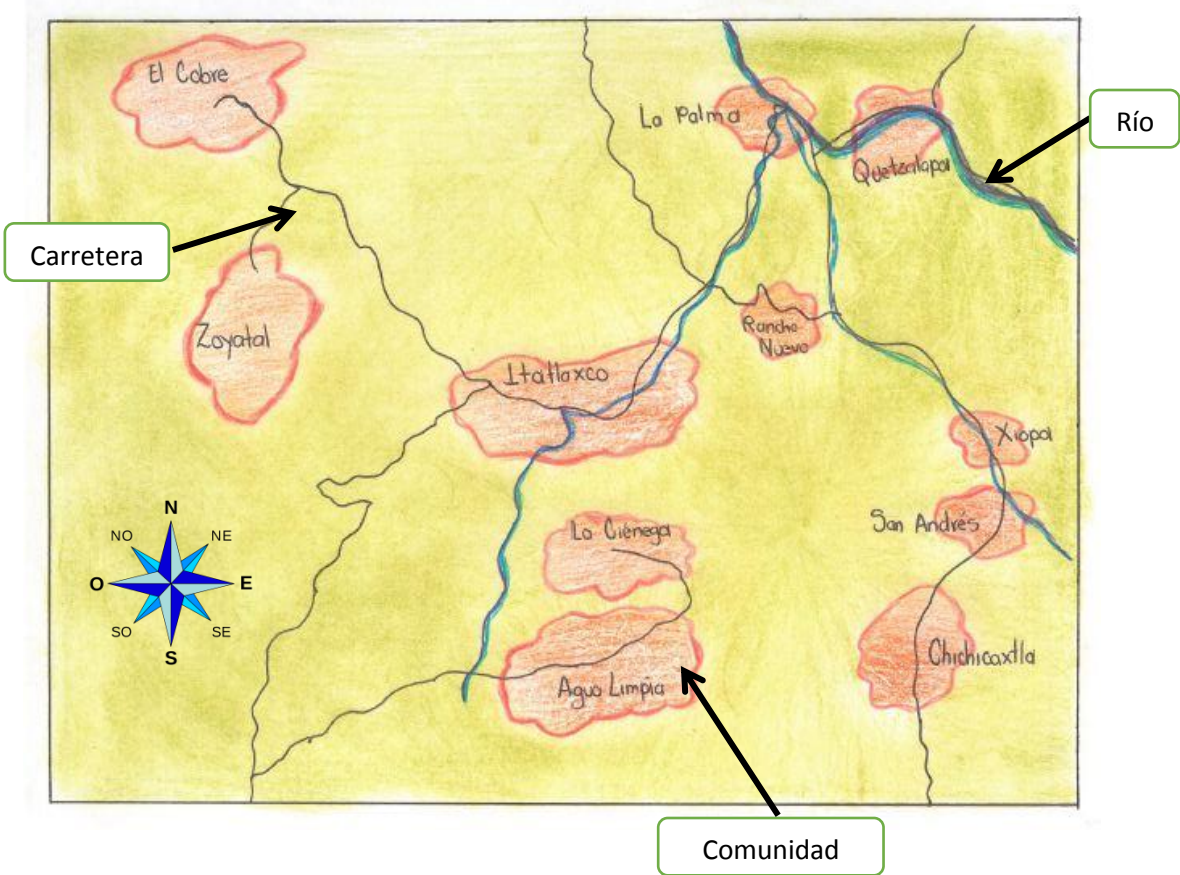 El Cobre
La Palma
Río
Quetzalapa
Carretera
Zoyatal
Rancho
Nuevo
Itatlaxco
Xiopa
N
NO
NE
O
E
SO
SE
S
La Ciénega
San Andrés
Agua Limpia
Chichicaxtla
Comunidad